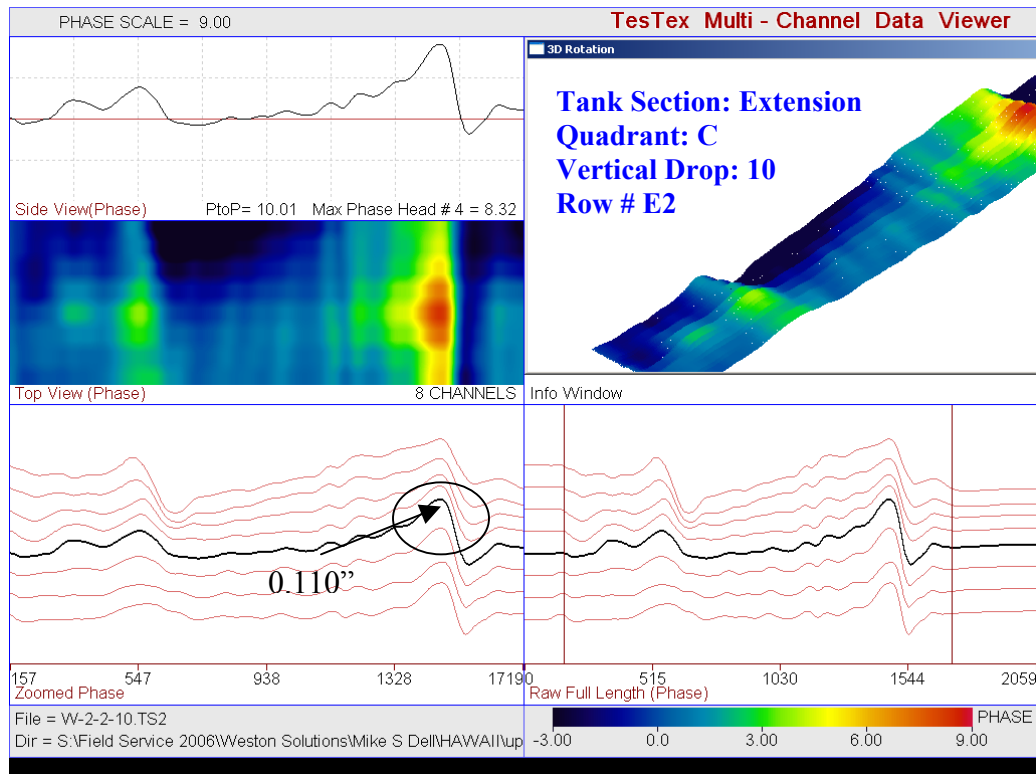 PHASE SCALE = 9.00
TesTex Multi - Channel Data Viewer
3D Rotation
Tank Section: Extension
Quadrant: C
Vertical Drop: 10
Row # E2
Side View(Phase) PtoP= 10.01 Max Phase Head # 4 = 8.32
Top View (Phase) 8 CHANNELS
Info Window
0.110”
157 547 938 1328 1719
Zoomed Phase
0 515 1030 1544 2059
Raw Full Length (Phase)
File = W-2-2-10.TS2
Dir = S:\Field Service 2006\Weston Solutions\Mike S Dell\HAWAII\up
PHASE
-3.00 0.0 3.00 6.00 9.00